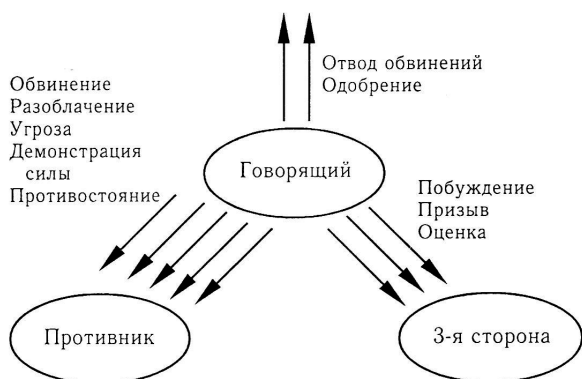 Отвод обвинений
Одобрение
Обвинение
Разоблачение
Угроза
Демонстрация
силы
Противостояние
Говорящий
Побуждение
Призыв
Оценка
Противник
3-я сторона